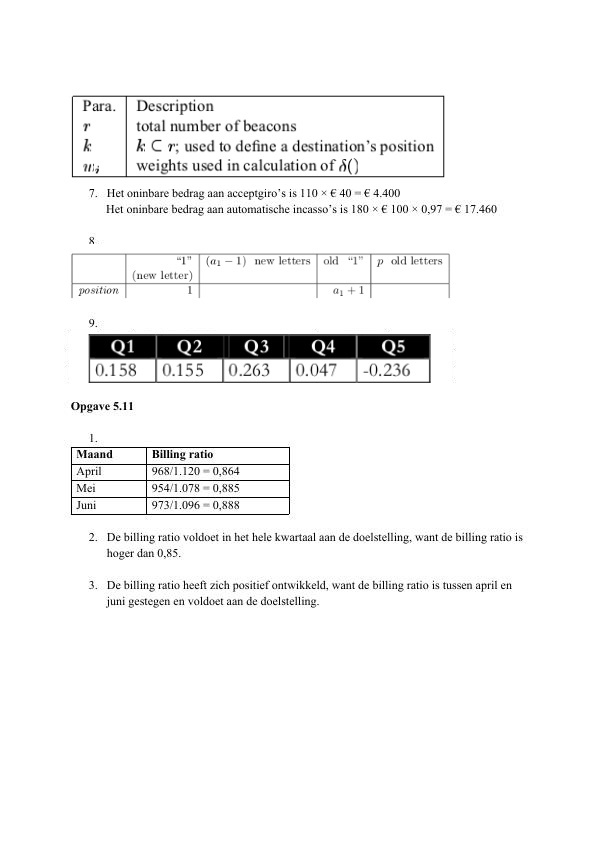 Para. Description
r total number of beacons
k k ⊂ r; used to define a destination's position
w_ij weights used in calculation of δ()
7. Het oninbare bedrag aan acceptgiro's is 110 × € 40 = € 4.400
Het oninbare bedrag aan automatische incasso's is 180 × € 100 × 0,97 = € 17.460
8
"1" (a₁ − 1) new letters old "1" p old letters
(new letter)
position 1 a₁ + 1
9.
Q1 Q2 Q3 Q4 Q5
0.158 0.155 0.263 0.047 -0.236
Opgave 5.11
1.
Maand Billing ratio
April 968/1.120 = 0,864
Mei 954/1.078 = 0,885
Juni 973/1.096 = 0,888
2. De billing ratio voldoet in het hele kwartaal aan de doelstelling, want de billing ratio is
hoger dan 0,85.
3. De billing ratio heeft zich positief ontwikkeld, want de billing ratio is tussen april en
juni gestegen en voldoet aan de doelstelling.